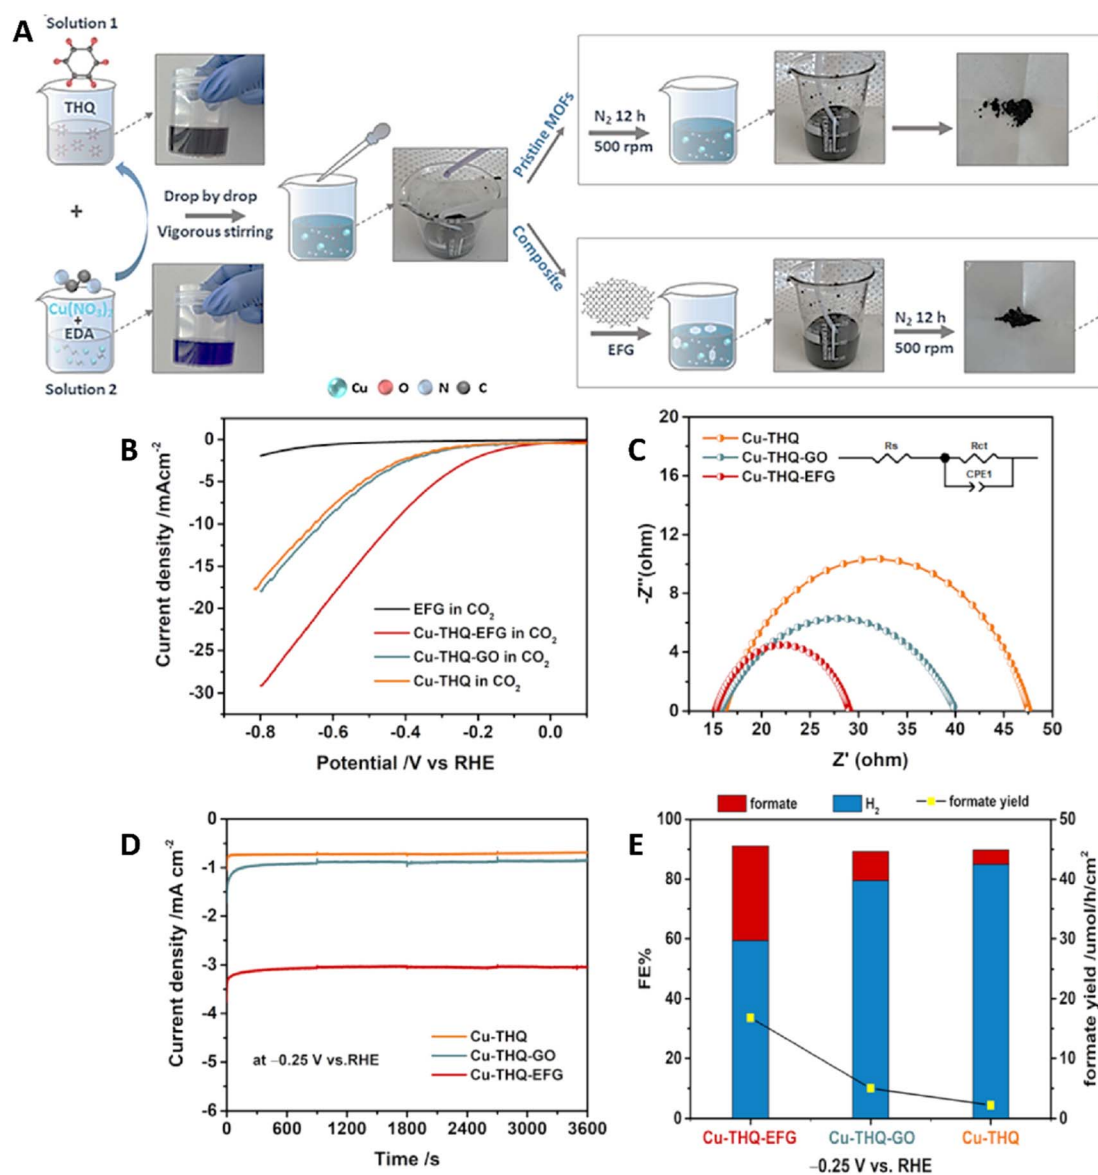 A
Solution 1
THQ
+
Cu(NO3)2
+
EDA
Solution 2
Drop by drop
Vigorous stirring
Pristine MOFs
Composite
N2 12 h
500 rpm
EFG
N2 12 h
500 rpm
Cu O N C
B
Current density /mAcm-2
0
-5
-10
-15
-20
-25
-30
EFG in CO2
Cu-THQ-EFG in CO2
Cu-THQ-GO in CO2
Cu-THQ in CO2
-0.8 -0.6 -0.4 -0.2 0.0
Potential /V vs RHE
C
-Z''(ohm)
-20
-16
-12
-8
-4
0
Cu-THQ
Cu-THQ-GO
Cu-THQ-EFG
Rs Rct
CPE1
15 20 25 30 35 40 45 50
Z' (ohm)
D
Current density /mA cm-2
0
-1
-2
-3
-4
-5
-6
at −0.25 V vs.RHE
Cu-THQ
Cu-THQ-GO
Cu-THQ-EFG
0 600 1200 1800 2400 3000 3600
Time /s
formate H2 formate yield
E
FE%
100
80
60
40
20
0
50
40
30
20
10
0
formate yield /umol/h/cm2
Cu-THQ-EFG Cu-THQ-GO Cu-THQ
−0.25 V vs. RHE